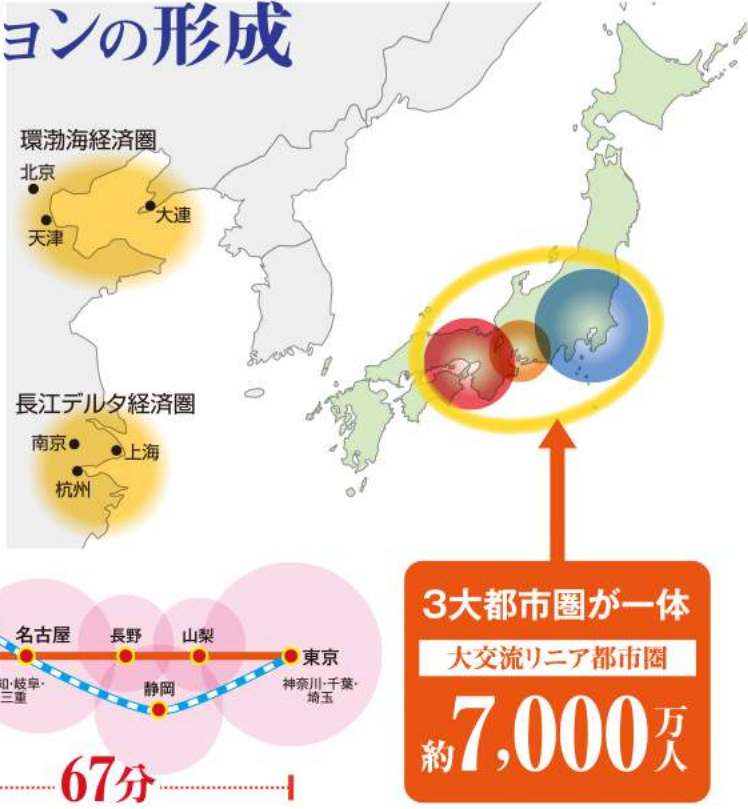 ョンの形成
環渤海経済圏
北京
大連
天津
長江デルタ経済圏
南京
上海
杭州
3大都市圏が一体
大交流リニア都市圏
約7,000万人
名古屋
長野
山梨
東京
知・岐阜・
三重
静岡
神奈川・千葉・
埼玉
67分